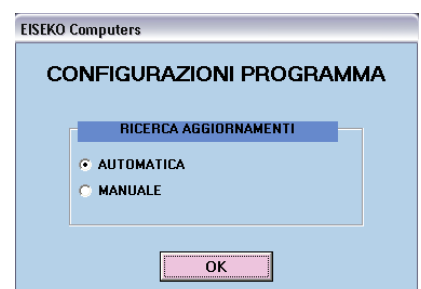 EISEKO Computers
CONFIGURAZIONI PROGRAMMA
RICERCA AGGIORNAMENTI
AUTOMATICA
MANUALE
OK